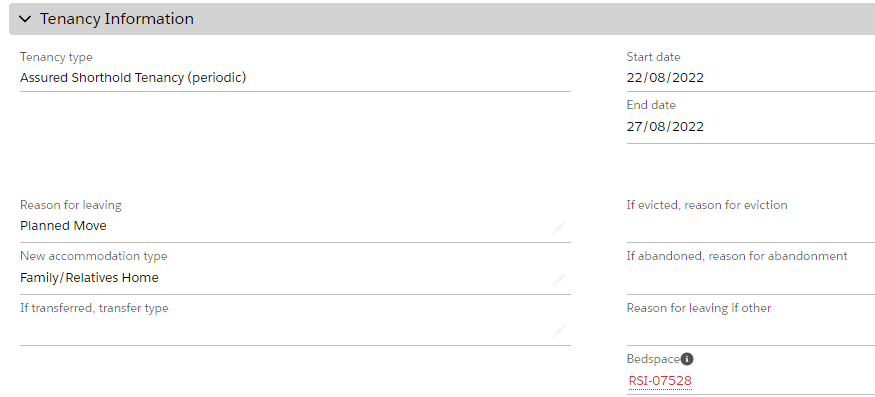 Tenancy Information
Tenancy type
Assured Shorthold Tenancy (periodic)
Start date
22/08/2022
End date
27/08/2022
Reason for leaving
Planned Move
If evicted, reason for eviction
New accommodation type
Family/Relatives Home
If abandoned, reason for abandonment
If transferred, transfer type
Reason for leaving if other
Bedspace
RSI-07528